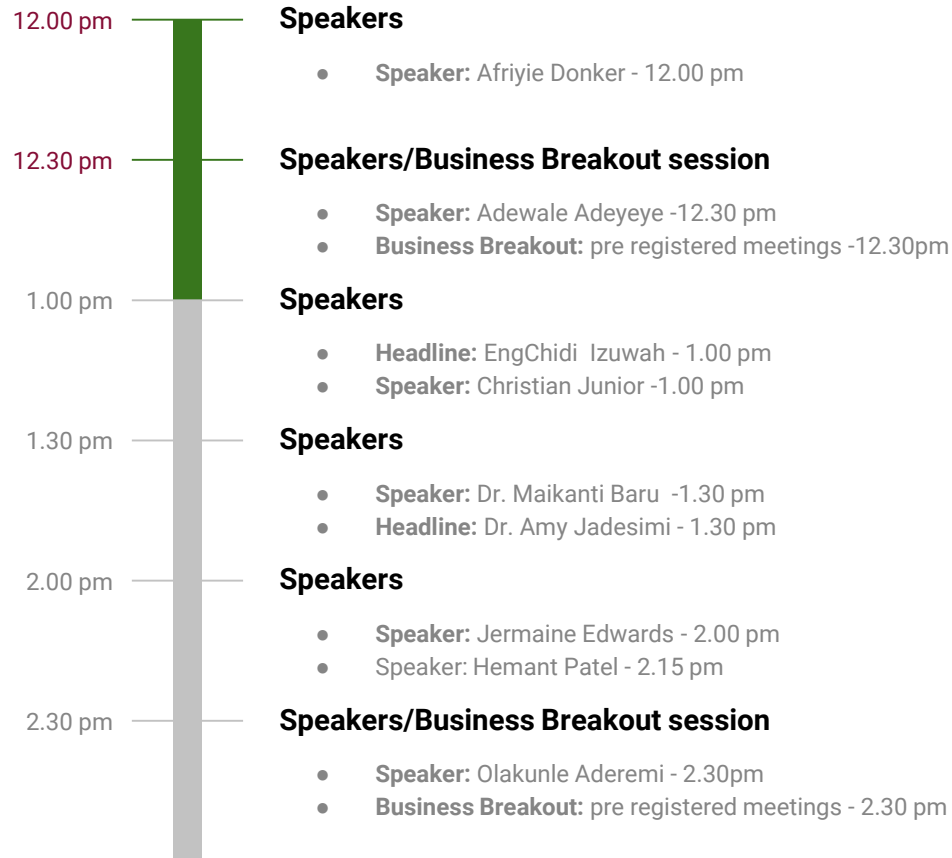 12.00 pm
Speakers
● Speaker: Afriyie Donker - 12.00 pm
12.30 pm
Speakers/Business Breakout session
● Speaker: Adewale Adeyeye -12.30 pm
● Business Breakout: pre registered meetings -12.30pm
1.00 pm
Speakers
● Headline: EngChidi  Izuwah - 1.00 pm
● Speaker: Christian Junior -1.00 pm
1.30 pm
Speakers
● Speaker: Dr. Maikanti Baru  -1.30 pm
● Headline: Dr. Amy Jadesimi - 1.30 pm
2.00 pm
Speakers
● Speaker: Jermaine Edwards - 2.00 pm
● Speaker: Hemant Patel - 2.15 pm
2.30 pm
Speakers/Business Breakout session
● Speaker: Olakunle Aderemi - 2.30pm
● Business Breakout: pre registered meetings - 2.30 pm